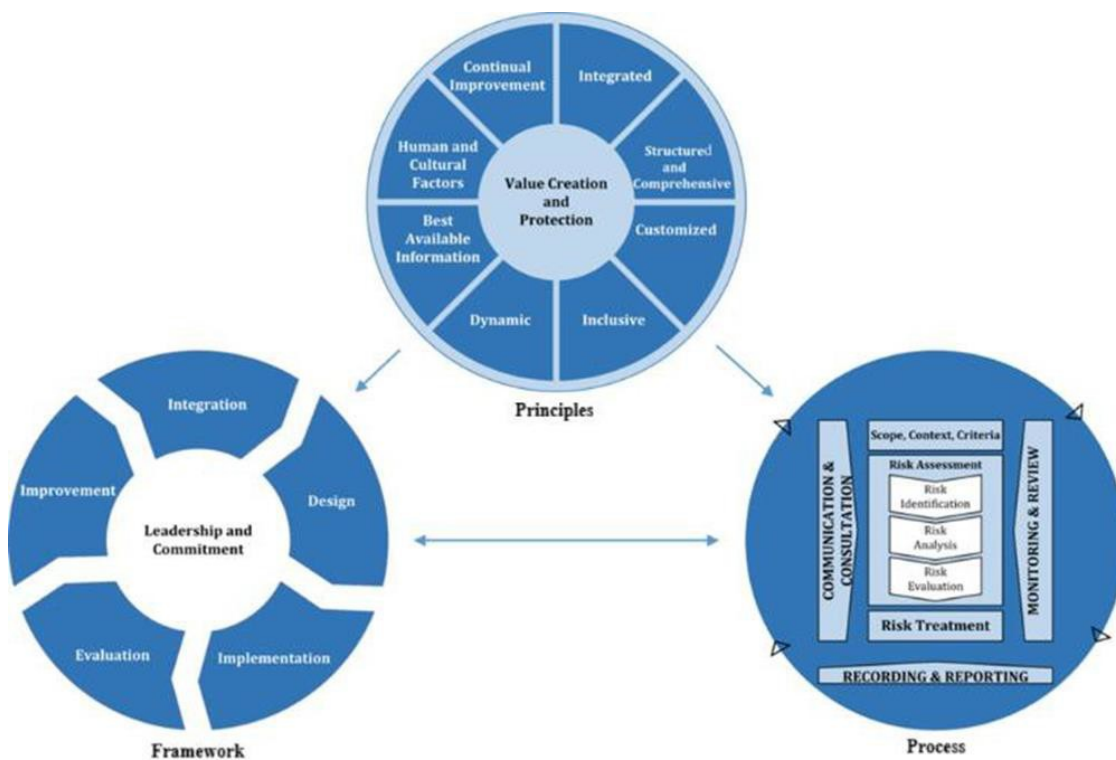 Continual
Improvement
Integrated
Human and
Cultural
Factors
Structured
and
Comprehensive
Value Creation
and
Protection
Best
Available
Information
Customized
Dynamic
Inclusive
Principles
Integration
Improvement
Design
Leadership and
Commitment
Evaluation
Implementation
Framework
Scope, Context, Criteria
Risk Assessment
Risk
Identification
Risk
Analysis
Risk
Evaluation
Risk Treatment
COMMUNICATION &
CONSULTATION
MONITORING & REVIEW
RECORDING & REPORTING
Process